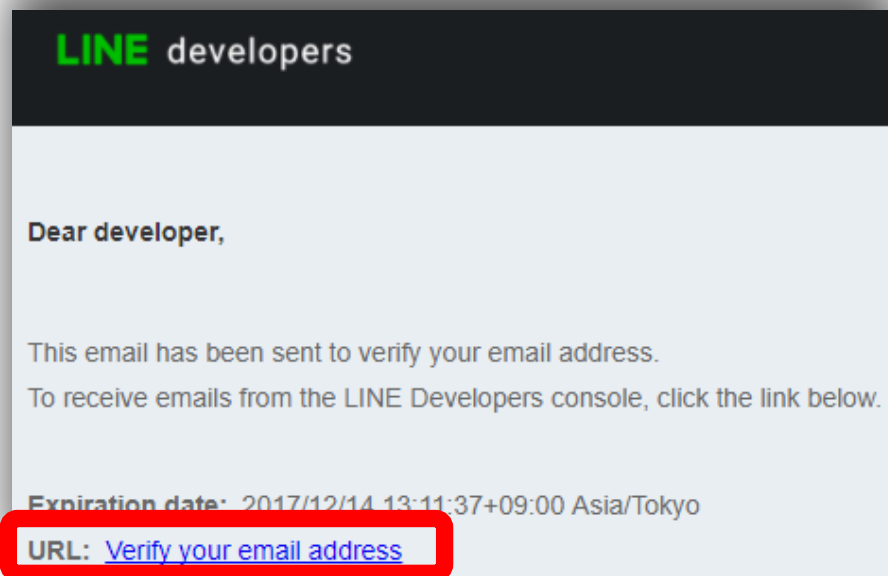 LINE developers
Dear developer,
This email has been sent to verify your email address.
To receive emails from the LINE Developers console, click the link below.
Expiration date: 2017/12/14 13:11:37+09:00 Asia/Tokyo
URL: Verify your email address